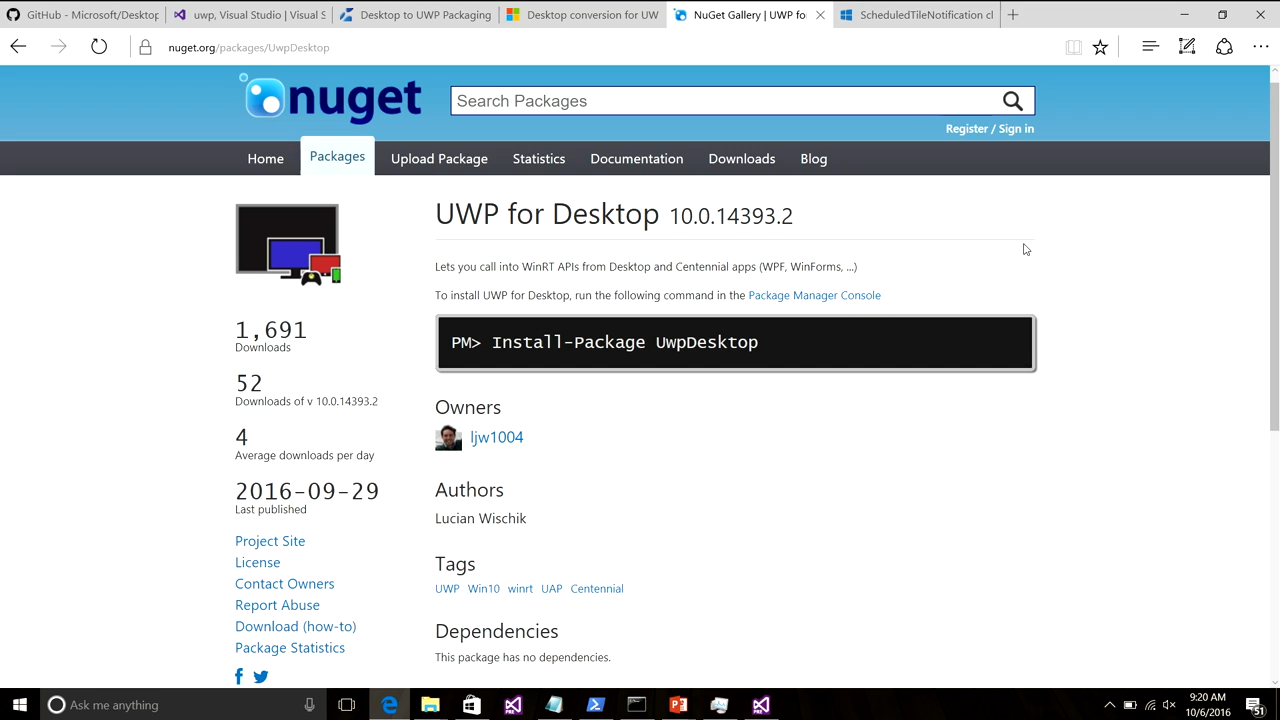 GitHub - Microsoft/Desktop
uwp, Visual Studio | Visual S
Desktop to UWP Packaging
Desktop conversion for UW
NuGet Gallery | UWP fo
ScheduledTileNotification cl
nuget.org/packages/UwpDesktop
nuget
Search Packages
Register / Sign in
Home
Packages
Upload Package
Statistics
Documentation
Downloads
Blog
UWP for Desktop 10.0.14393.2
Lets you call into WinRT APIs from Desktop and Centennial apps (WPF, WinForms, ...)
To install UWP for Desktop, run the following command in the Package Manager Console
PM> Install-Package UwpDesktop
1,691
Downloads
52
Downloads of v 10.0.14393.2
4
Average downloads per day
2016-09-29
Last published
Project Site
License
Contact Owners
Report Abuse
Download (how-to)
Package Statistics
Owners
ljw1004
Authors
Lucian Wischik
Tags
UWP Win10 winrt UAP Centennial
Dependencies
This package has no dependencies.
Ask me anything
9:20 AM
10/6/2016
51